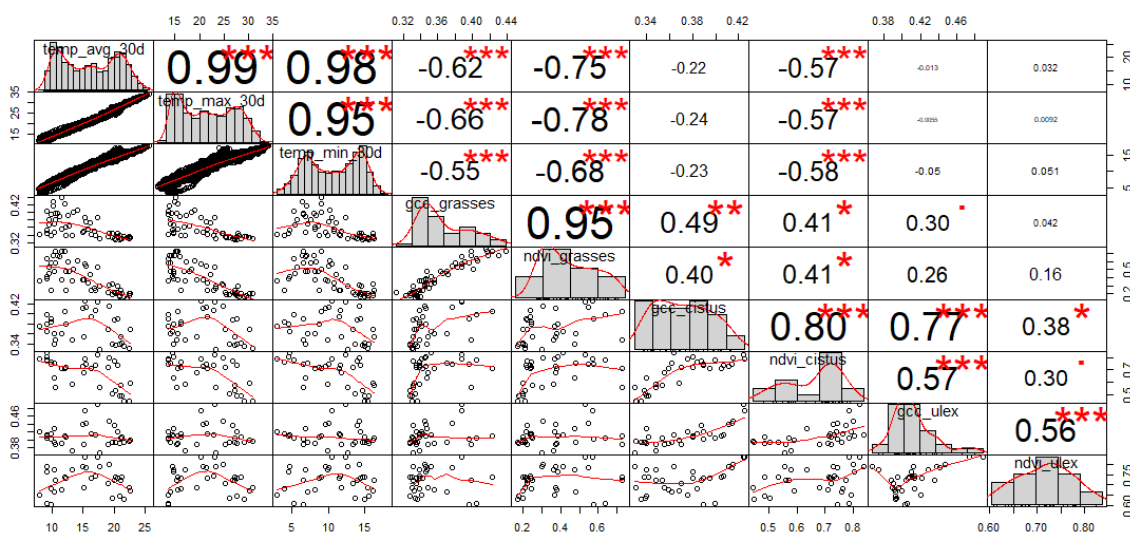 15 20 25 30 35 0.32 0.36 0.40 0.44 0.34 0.38 0.42 0.38 0.42 0.46
temp_avg_30d 0.99*** 0.98*** -0.62*** -0.75*** -0.22 -0.57*** -0.013 0.032 10 20
15 25 35 temp_max_30d 0.95*** -0.66*** -0.78*** -0.24 -0.57*** -0.0055 0.0092
temp_min_30d -0.55*** -0.68*** -0.23 -0.58*** -0.05 0.051 5 15
0.32 0.42 gcc_grasses 0.95*** 0.49** 0.41* 0.30. 0.042
ndvi_grasses 0.40* 0.41* 0.26 0.16 0.2 0.5
0.34 0.42 gcc_cistus 0.80*** 0.77*** 0.38*
ndvi_cistus 0.57*** 0.30. 0.5 0.7
0.38 0.46 gcc_ulex 0.56***
ndvi_ulex 0.60 0.75
10 15 20 25 5 10 15 0.2 0.4 0.6 0.5 0.6 0.7 0.8 0.60 0.70 0.80